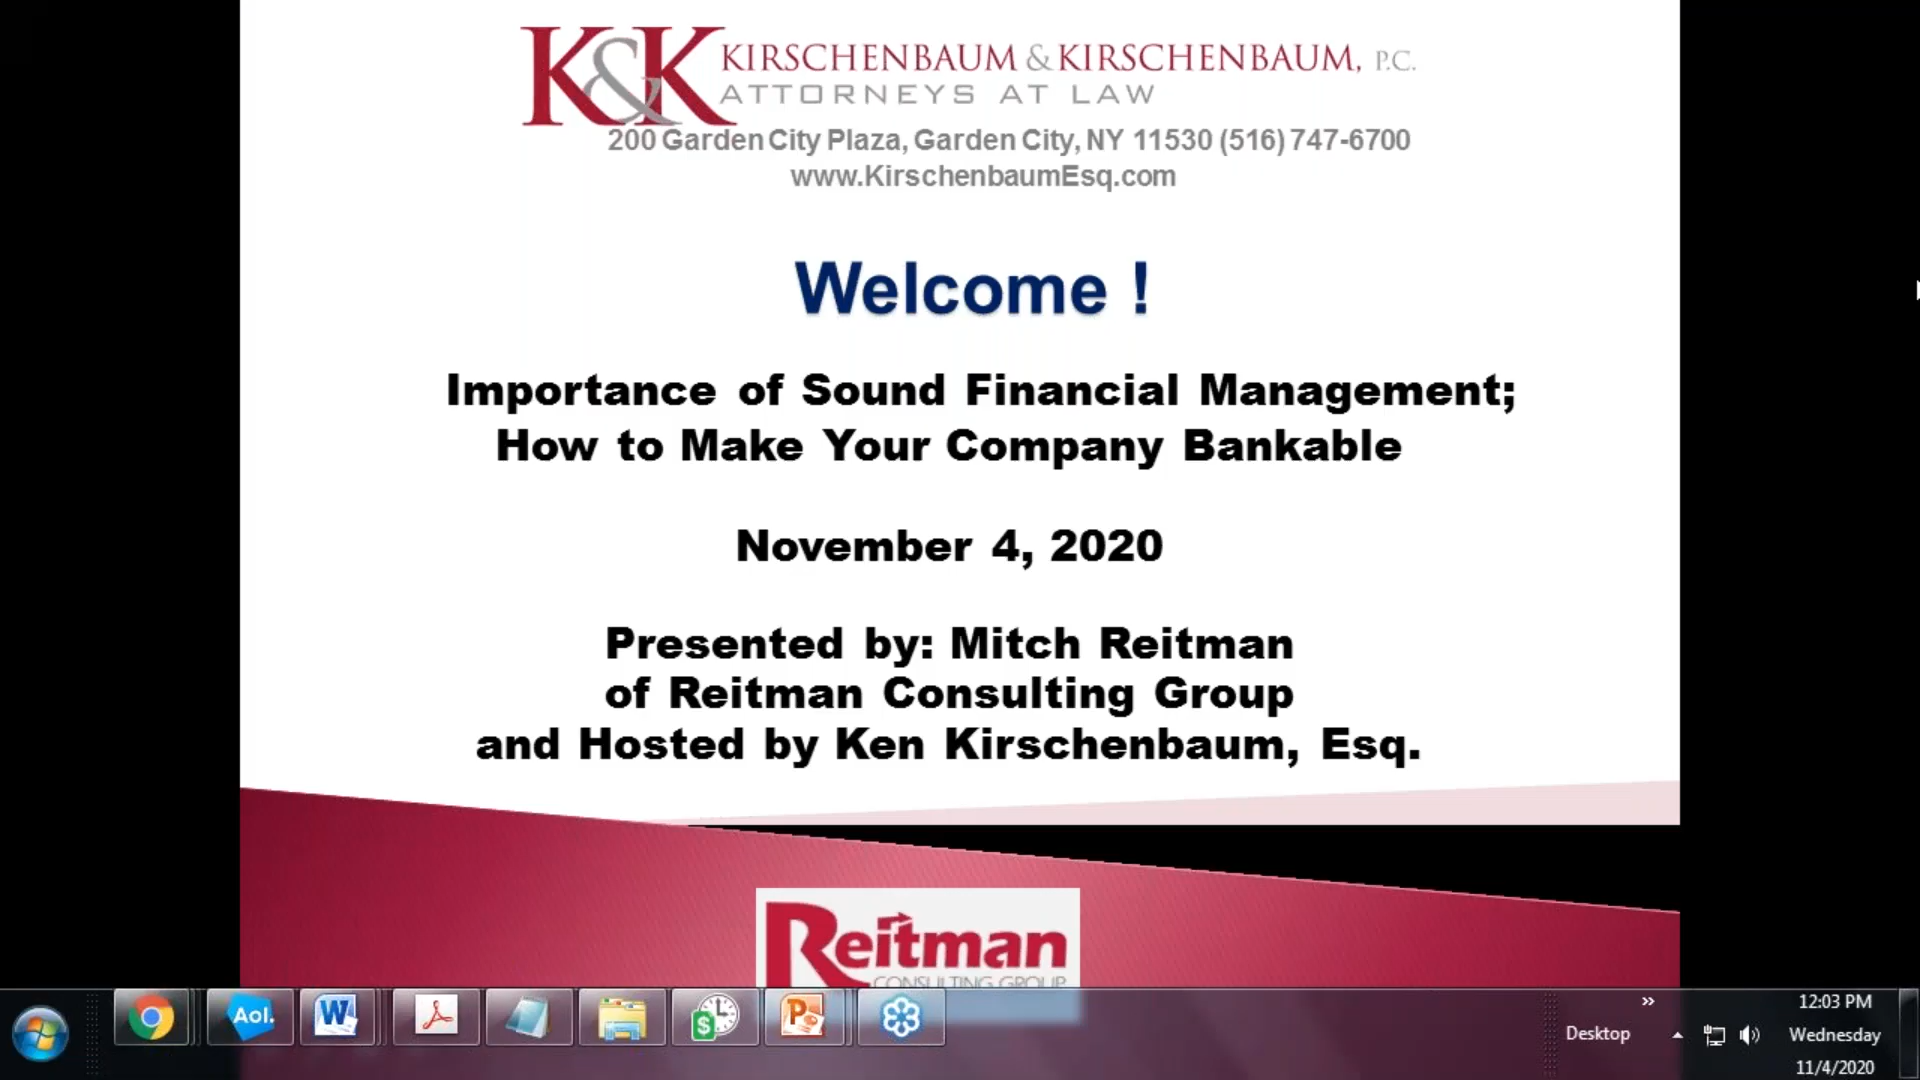 K&K KIRSCHENBAUM & KIRSCHENBAUM, P.C.
ATTORNEYS AT LAW
200 Garden City Plaza, Garden City, NY 11530 (516) 747-6700
www.KirschenbaumEsq.com
Welcome !
Importance of Sound Financial Management;
How to Make Your Company Bankable
November 4, 2020
Presented by: Mitch Reitman
of Reitman Consulting Group
and Hosted by Ken Kirschenbaum, Esq.
Reitman
CONSULTING GROUP
Aol.
Desktop
12:03 PM
Wednesday
11/4/2020